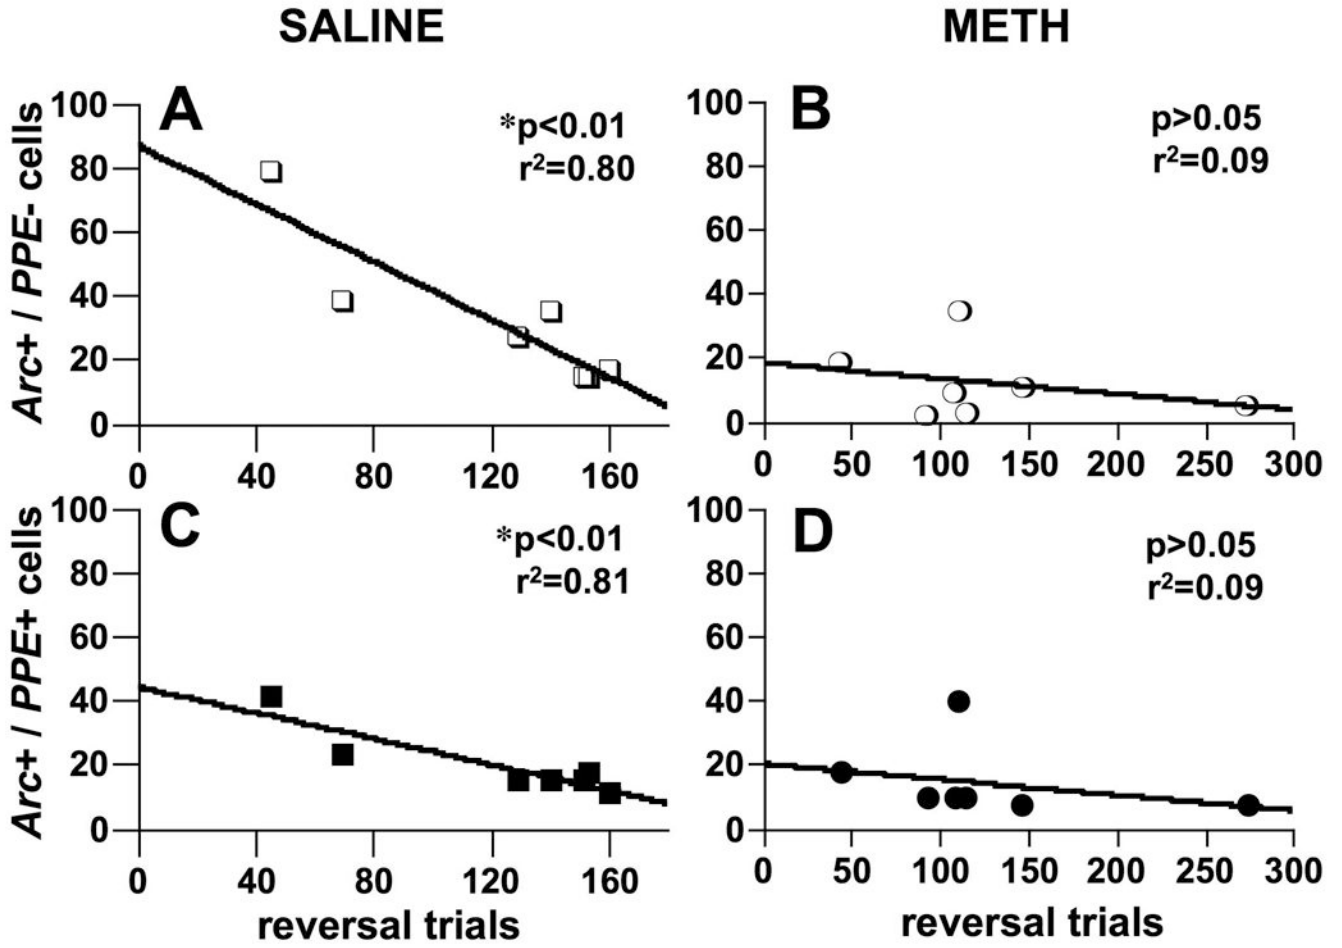 SALINE
METH
A
*p<0.01
r²=0.80
Arc+ / PPE- cells
100
80
60
40
20
0
0 40 80 120 160
B
p>0.05
r²=0.09
100
80
60
40
20
0
0 50 100 150 200 250 300
C
*p<0.01
r²=0.81
Arc+ / PPE+ cells
100
80
60
40
20
0
0 40 80 120 160
reversal trials
D
p>0.05
r²=0.09
100
80
60
40
20
0
0 50 100 150 200 250 300
reversal trials